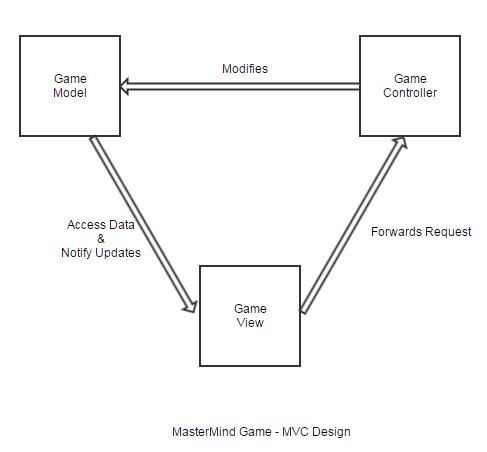 Game
Model
Modifies
Game
Controller
Access Data
&
Notify Updates
Forwards Request
Game
View
MasterMind Game - MVC Design